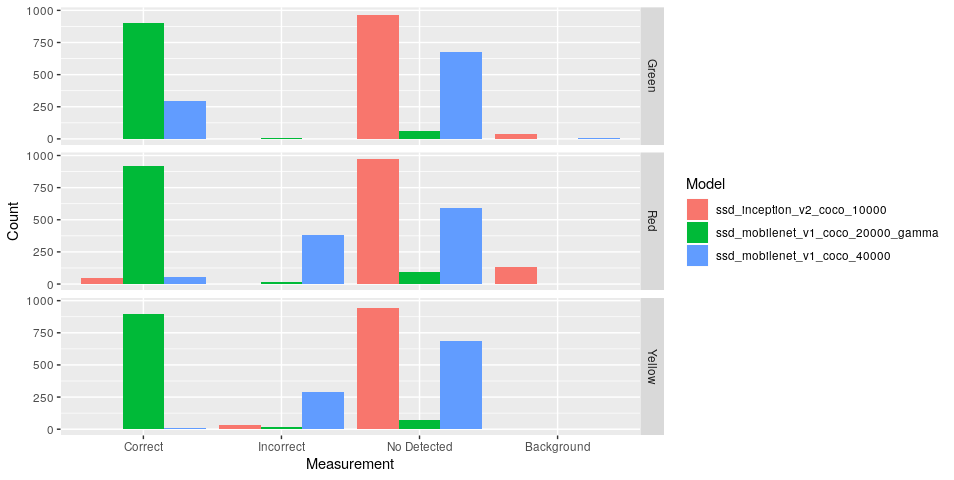 1000
750
500
250
0
Green
1000
750
500
250
0
Red
1000
750
500
250
0
Yellow
Count
Correct
Incorrect
No Detected
Background
Measurement
Model
ssd_inception_v2_coco_10000
ssd_mobilenet_v1_coco_20000_gamma
ssd_mobilenet_v1_coco_40000